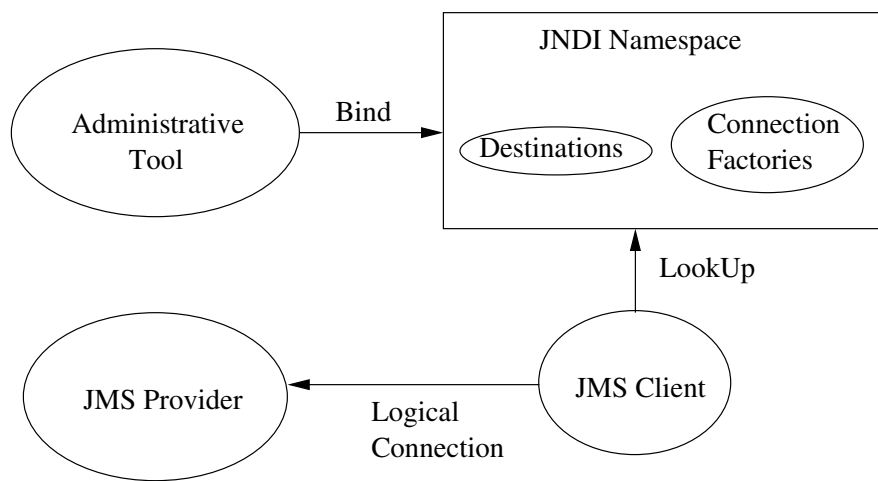 JNDI Namespace
Administrative
Tool
Bind
Destinations
Connection
Factories
LookUp
JMS Provider
Logical
Connection
JMS Client